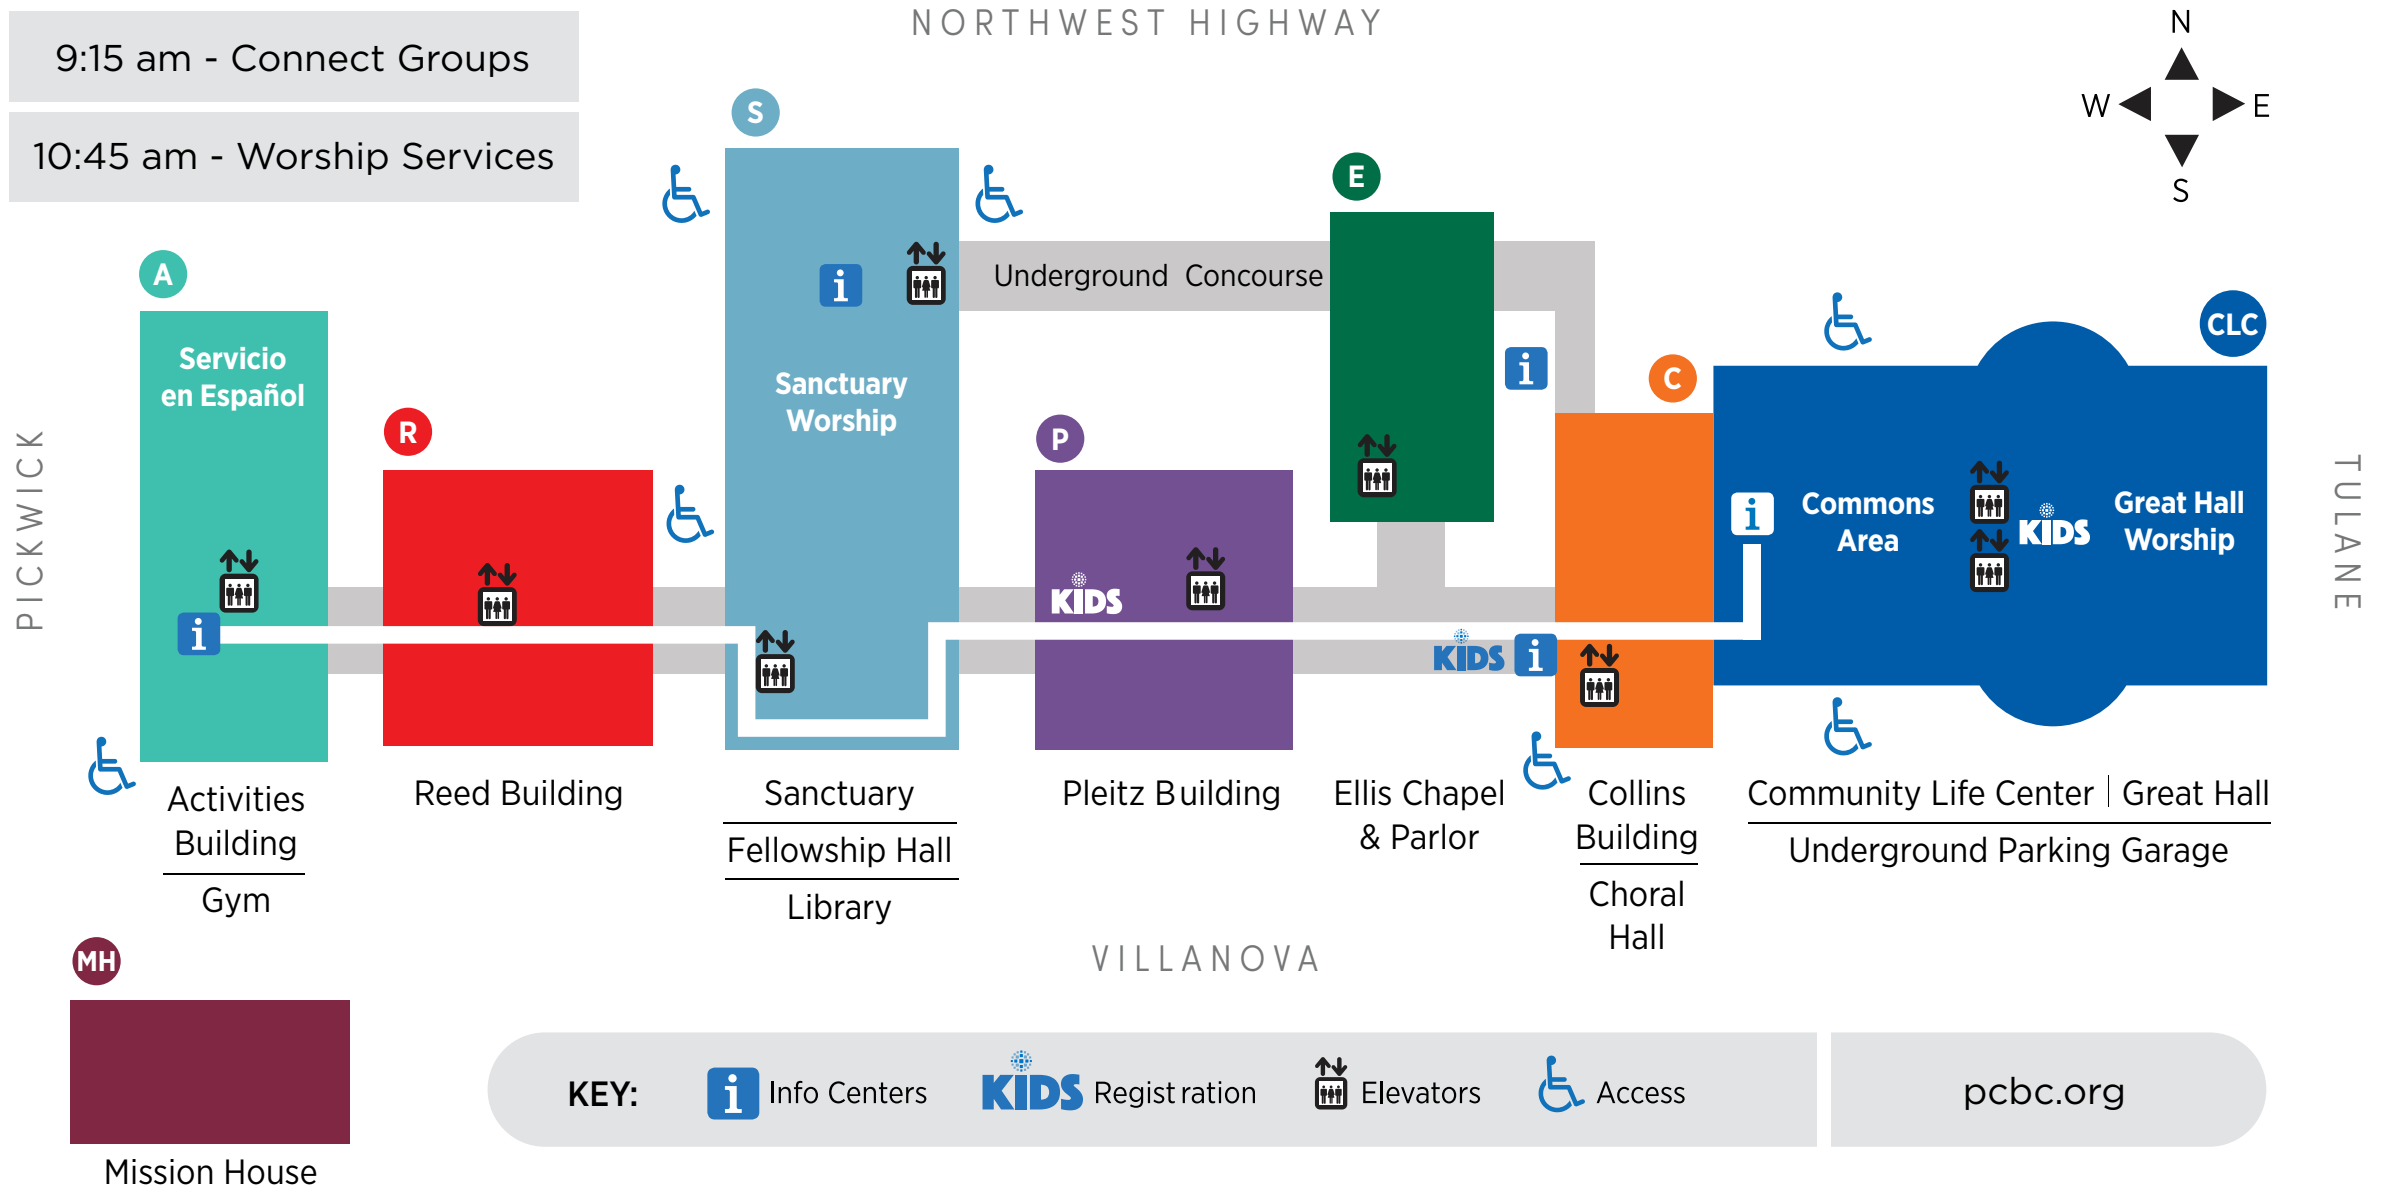 NORTHWEST HIGHWAY
9:15 am - Connect Groups
10:45 am - Worship Services
N
W
E
S
S
E
A
CLC
Underground Concourse
i
i
Servicio
en Español
Sanctuary
Worship
C
R
P
PICKWICK
TULANE
i
Commons
Area
KIDS
Great Hall
Worship
KIDS
i
KIDS
i
Activities
Building
Gym
Reed Building
Sanctuary
Fellowship Hall
Library
Pleitz Building
Ellis Chapel
& Parlor
Collins
Building
Choral
Hall
Community Life Center | Great Hall
Underground Parking Garage
MH
VILLANOVA
Mission House
KEY:
i Info Centers
KIDS Registration
Elevators
Access
pcbc.org